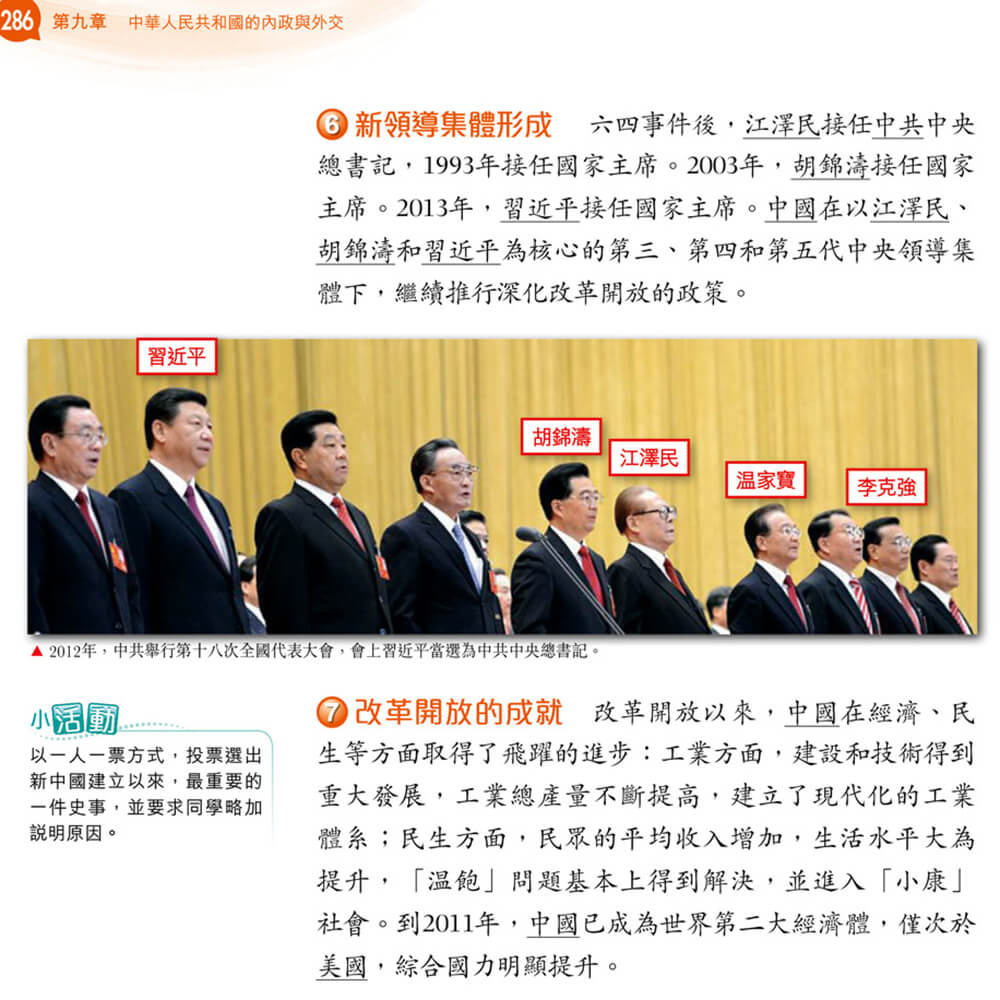 286 第九章 中華人民共和國的內政與外交
6 新領導集體形成 六四事件後，江澤民接任中共中央
總書記，1993年接任國家主席。2003年，胡錦濤接任國家
主席。2013年，習近平接任國家主席。中國在以江澤民、
胡錦濤和習近平為核心的第三、第四和第五代中央領導集
體下，繼續推行深化改革開放的政策。
習近平
胡錦濤
江澤民
温家寶
李克強
▲ 2012年，中共舉行第十八次全國代表大會，會上習近平當選為中共中央總書記。
小活動
以一人一票方式，投票選出
新中國建立以來，最重要的
一件史事，並要求同學略加
説明原因。
7 改革開放的成就 改革開放以來，中國在經濟、民
生等方面取得了飛躍的進步：工業方面，建設和技術得到
重大發展，工業總產量不斷提高，建立了現代化的工業
體系；民生方面，民眾的平均收入增加，生活水平大為
提升，「温飽」問題基本上得到解決，並進入「小康」
社會。到2011年，中國已成為世界第二大經濟體，僅次於
美國，綜合國力明顯提升。